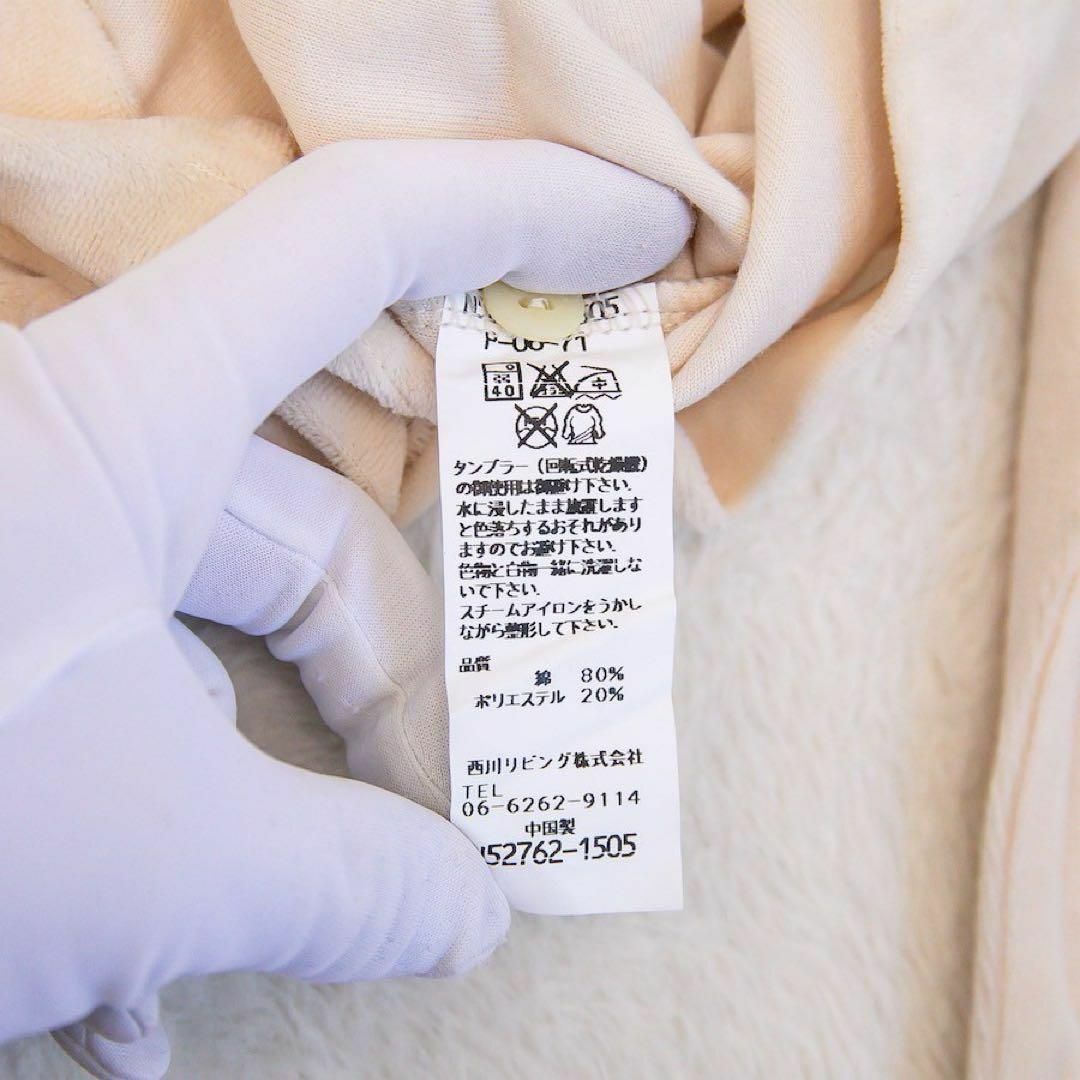 505
40
タンブラー(回転式乾燥機)
の御使用は御避け下さい.
水に浸したまま放置します
と色落ちするおそれがあり
ますのでお避け下さい.
色物と白物一緒に洗濯しな
いで下さい.
スチームアイロンをうかし
ながら整形して下さい.
品質
綿 80%
ポリエステル 20%
西川リビング株式会社
TEL
06-6262-9114
中国製
52762-1505